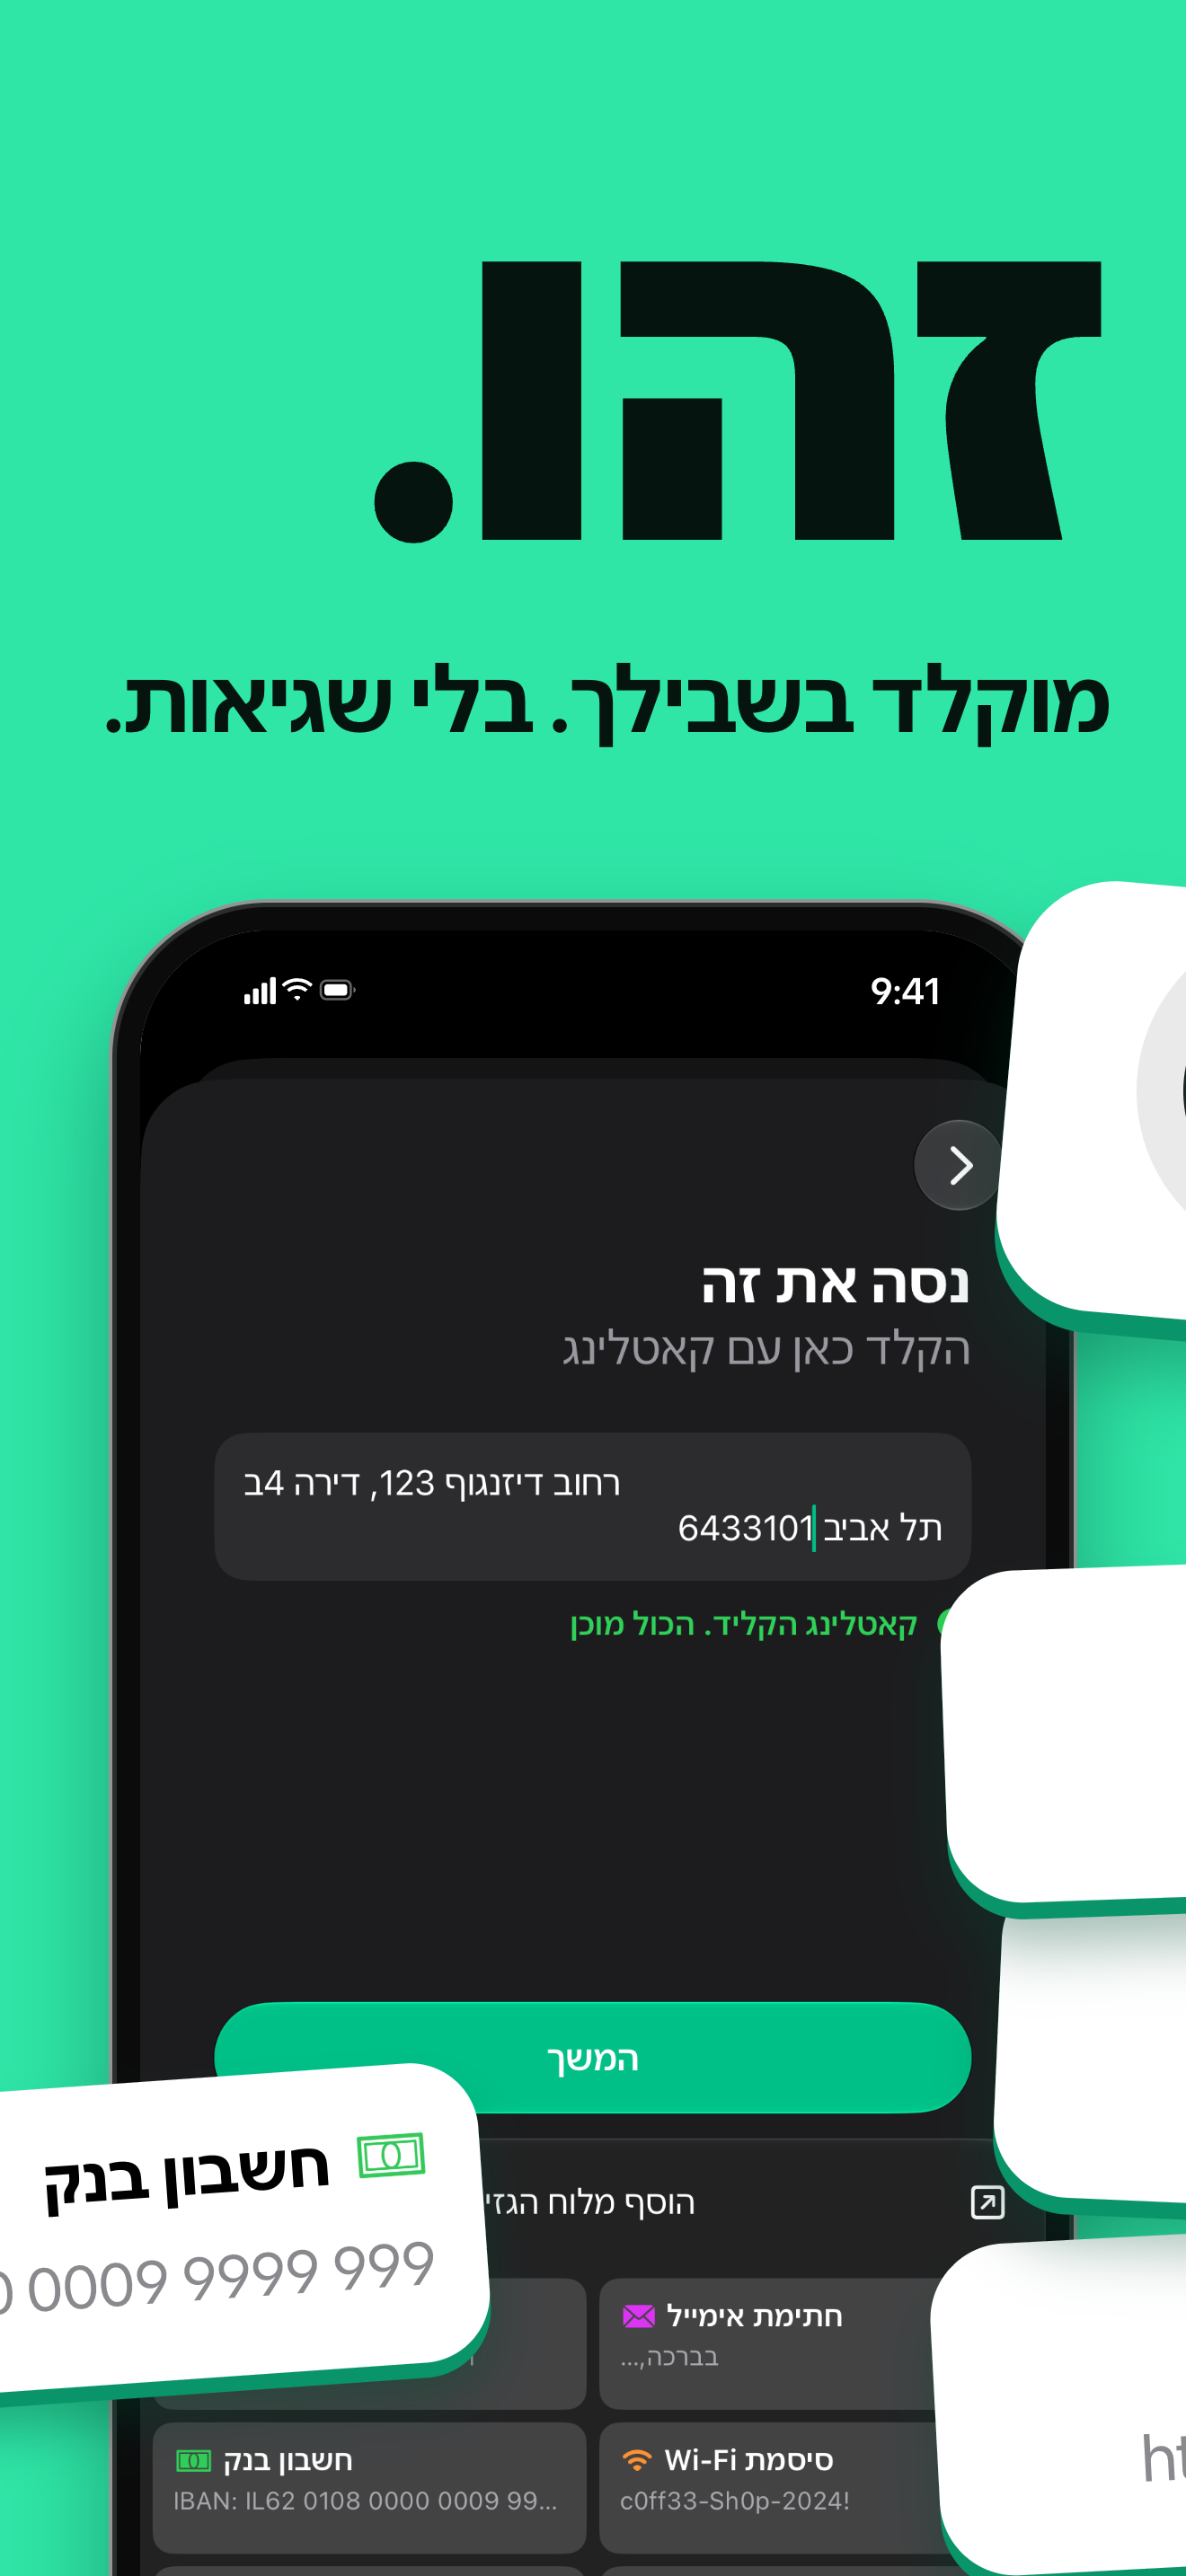 זהו.
מוקלד בשבילך. בלי שגיאות.
9:41
נסה את זה
הקלד כאן עם קאטלינג
רחוב דיזנגוף 123, דירה 4ב
תל אביב 6433101
קאטלינג הקליד. הכול מוכן
המשך
חשבון בנק
0009 9999 999
הוסף מלוח
חתימת אימייל
בברכה,...
סיסמת Wi-Fi
c0ff33-Sh0p-2024!
חשבון בנק
IBAN: IL62 0108 0000 0009 99...